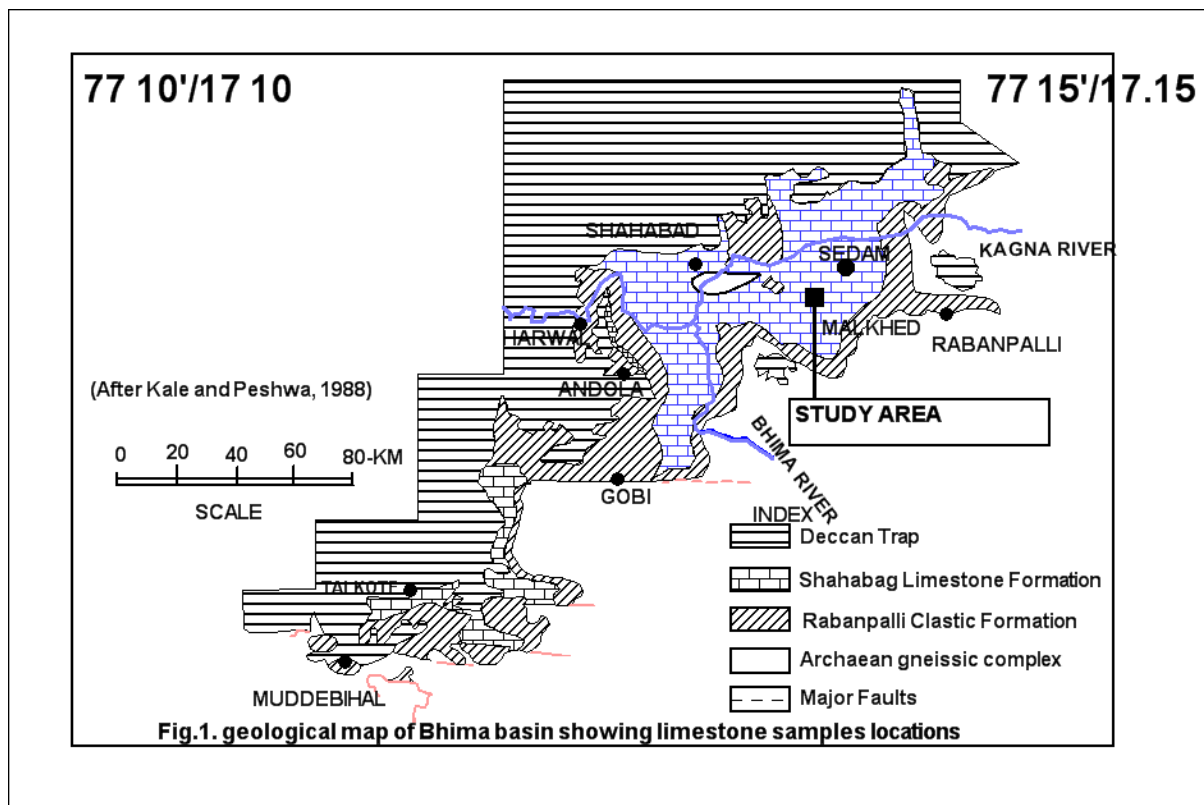 77 10'/17 10
77 15'/17.15
SHAHABAD
SEDAM
KAGNA RIVER
HARWAL
MALKHED
RABANPALLI
ANDOLA
(After Kale and Peshwa, 1988)
STUDY AREA
BHIMA RIVER
0 20 40 60 80-KM
SCALE
GOBI
INDEX
Deccan Trap
Shahabag Limestone Formation
Rabanpalli Clastic Formation
Archaean gneissic complex
Major Faults
TALKOTE
MUDDEBIHAL
Fig.1. geological map of Bhima basin showing limestone samples locations